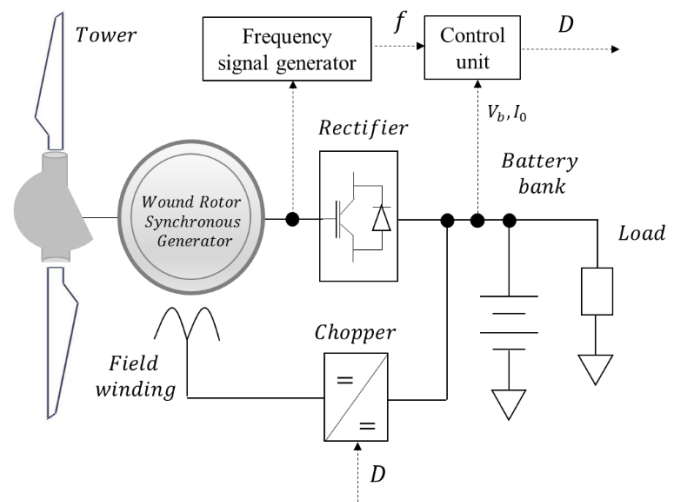 Tower
Frequency
signal generator
f
Control
unit
D
V_b, I_0
Rectifier
Battery
bank
Wound Rotor
Synchronous
Generator
Load
Chopper
Field
winding
=
=
D